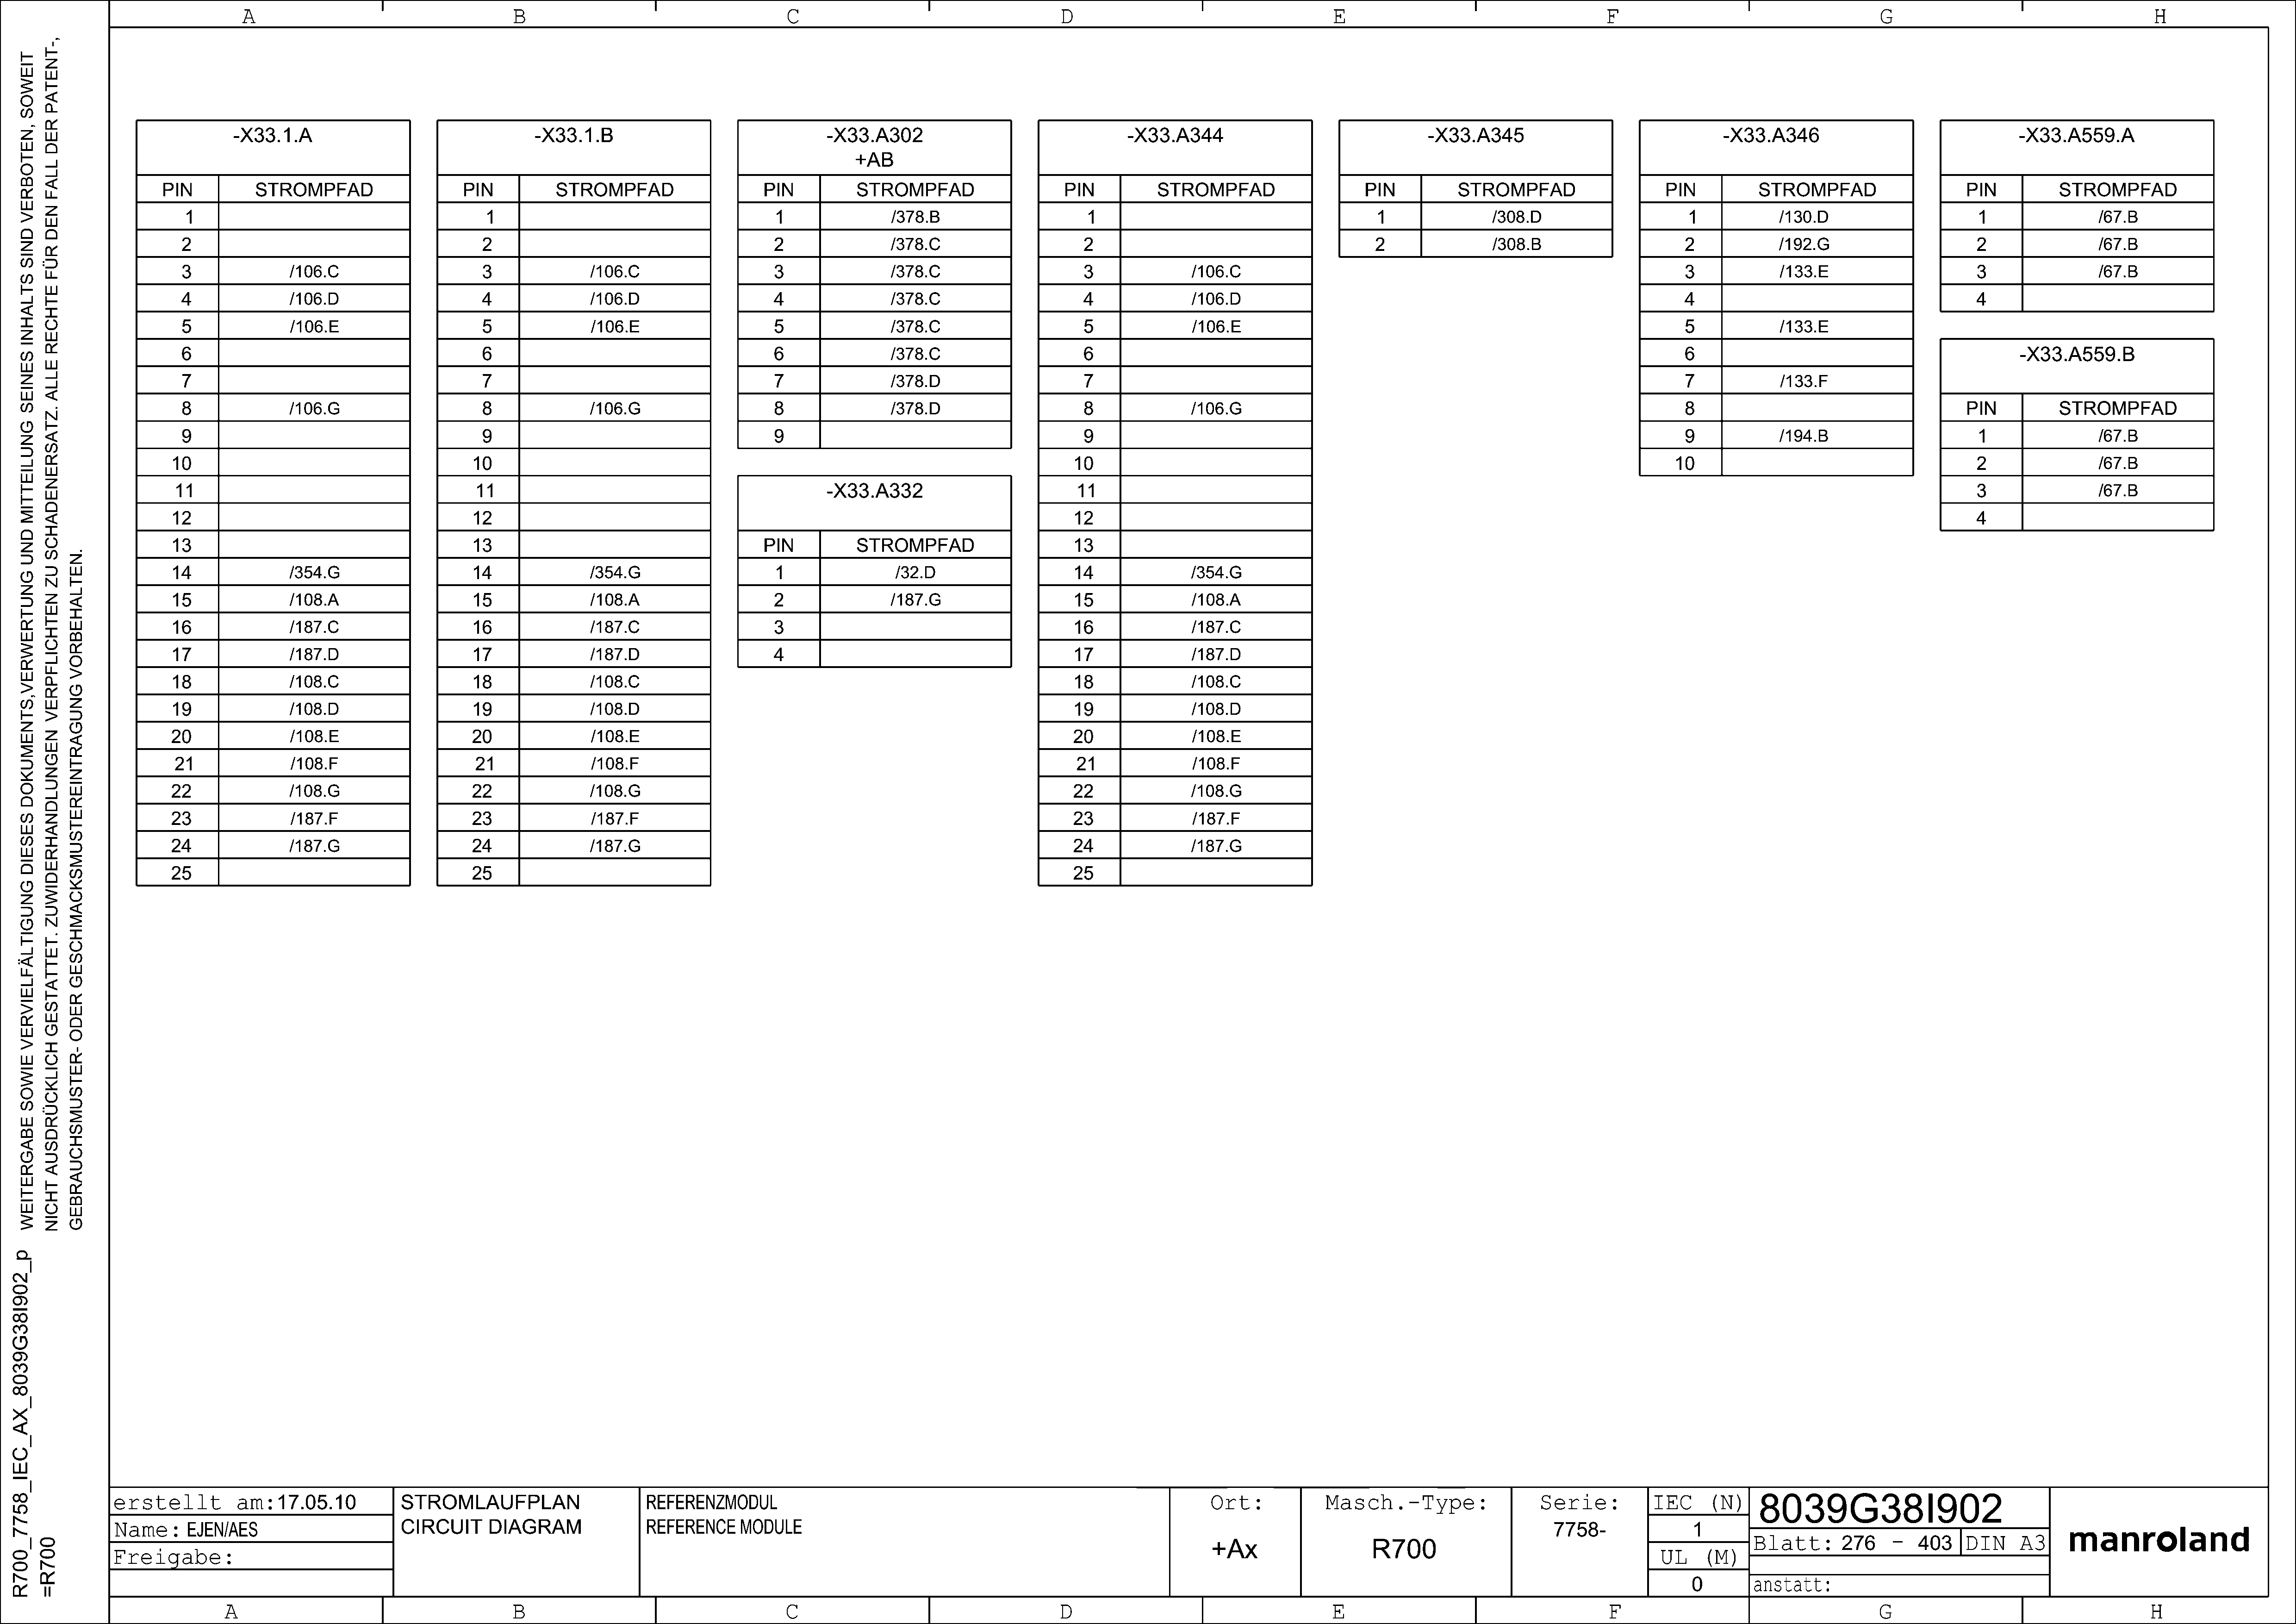 A B C D E F G H
WEITERGABE SOWIE VERVIELFÄLTIGUNG DIESES DOKUMENTS,VERWERTUNG UND MITTEILUNG SEINES INHALTS SIND VERBOTEN, SOWEIT
NICHT AUSDRÜCKLICH GESTATTET. ZUWIDERHANDLUNGEN VERPFLICHTEN ZU SCHADENERSATZ. ALLE RECHTE FÜR DEN FALL DER PATENT-,
GEBRAUCHSMUSTER- ODER GESCHMACKSMUSTEREINTRAGUNG VORBEHALTEN.
R700_7758_IEC_AX_8039G38I902_p
=R700
-X33.1.A
PIN STROMPFAD
1
2
3 /106.C
4 /106.D
5 /106.E
6
7
8 /106.G
9
10
11
12
13
14 /354.G
15 /108.A
16 /187.C
17 /187.D
18 /108.C
19 /108.D
20 /108.E
21 /108.F
22 /108.G
23 /187.F
24 /187.G
25
-X33.1.B
PIN STROMPFAD
1
2
3 /106.C
4 /106.D
5 /106.E
6
7
8 /106.G
9
10
11
12
13
14 /354.G
15 /108.A
16 /187.C
17 /187.D
18 /108.C
19 /108.D
20 /108.E
21 /108.F
22 /108.G
23 /187.F
24 /187.G
25
-X33.A302
+AB
PIN STROMPFAD
1 /378.B
2 /378.C
3 /378.C
4 /378.C
5 /378.C
6 /378.C
7 /378.D
8 /378.D
9
-X33.A332
PIN STROMPFAD
1 /32.D
2 /187.G
3
4
-X33.A344
PIN STROMPFAD
1
2
3 /106.C
4 /106.D
5 /106.E
6
7
8 /106.G
9
10
11
12
13
14 /354.G
15 /108.A
16 /187.C
17 /187.D
18 /108.C
19 /108.D
20 /108.E
21 /108.F
22 /108.G
23 /187.F
24 /187.G
25
-X33.A345
PIN STROMPFAD
1 /308.D
2 /308.B
-X33.A346
PIN STROMPFAD
1 /130.D
2 /192.G
3 /133.E
4
5 /133.E
6
7 /133.F
8
9 /194.B
10
-X33.A559.A
PIN STROMPFAD
1 /67.B
2 /67.B
3 /67.B
4
-X33.A559.B
PIN STROMPFAD
1 /67.B
2 /67.B
3 /67.B
4
erstellt am:17.05.10
Name: EJEN/AES
Freigabe:
STROMLAUFPLAN
CIRCUIT DIAGRAM
REFERENZMODUL
REFERENCE MODULE
Ort:
+Ax
Masch.-Type:
R700
Serie:
7758-
IEC (N)
1
UL (M)
0
8039G38I902
Blatt: 276 - 403 DIN A3
anstatt:
manroland
A B C D E F G H